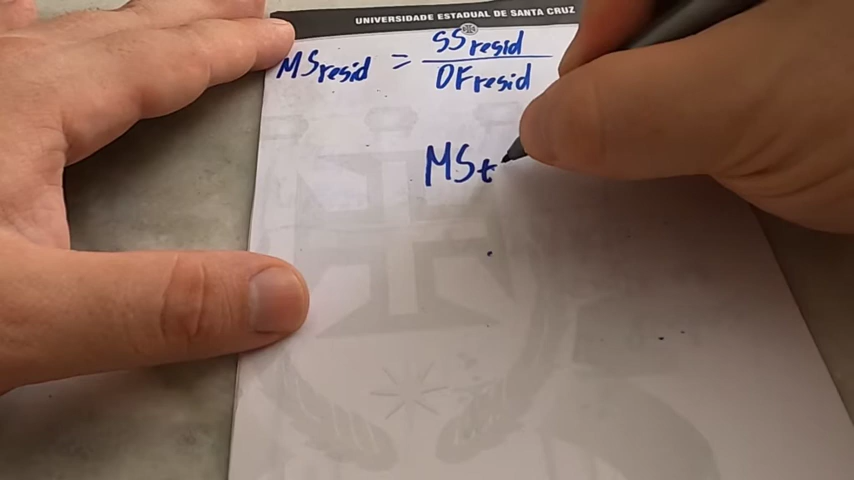 UNIVERSIDADE ESTADUAL DE SANTA CRUZ
MSresid = SSresid / DFresid
MSt